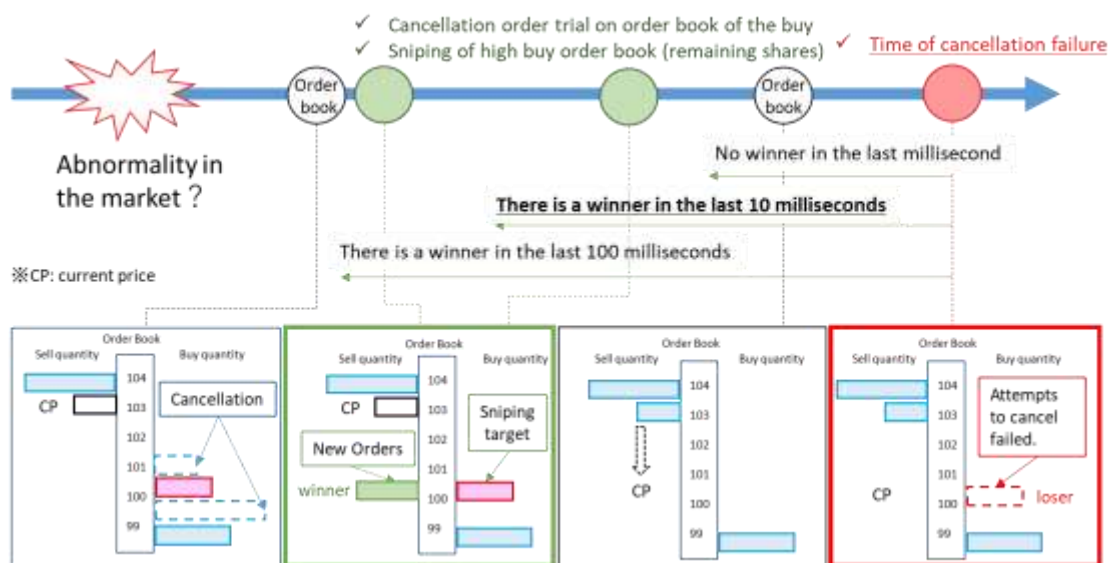 ✓ Cancellation order trial on order book of the buy
✓ Sniping of high buy order book (remaining shares)
✓ Time of cancellation failure
Order
book
Order
book
Abnormality in
the market？
No winner in the last millisecond
There is a winner in the last 10 milliseconds
There is a winner in the last 100 milliseconds
※CP: current price
Order Book
Sell quantity
Buy quantity
104
CP
103
Cancellation
102
101
100
99
Order Book
Sell quantity
Buy quantity
104
CP
103
Sniping
target
102
New Orders
101
winner
100
99
Order Book
Sell quantity
Buy quantity
104
103
102
101
CP
100
99
Order Book
Sell quantity
Buy quantity
104
Attempts
to cancel
failed.
103
102
101
CP
100
loser
99